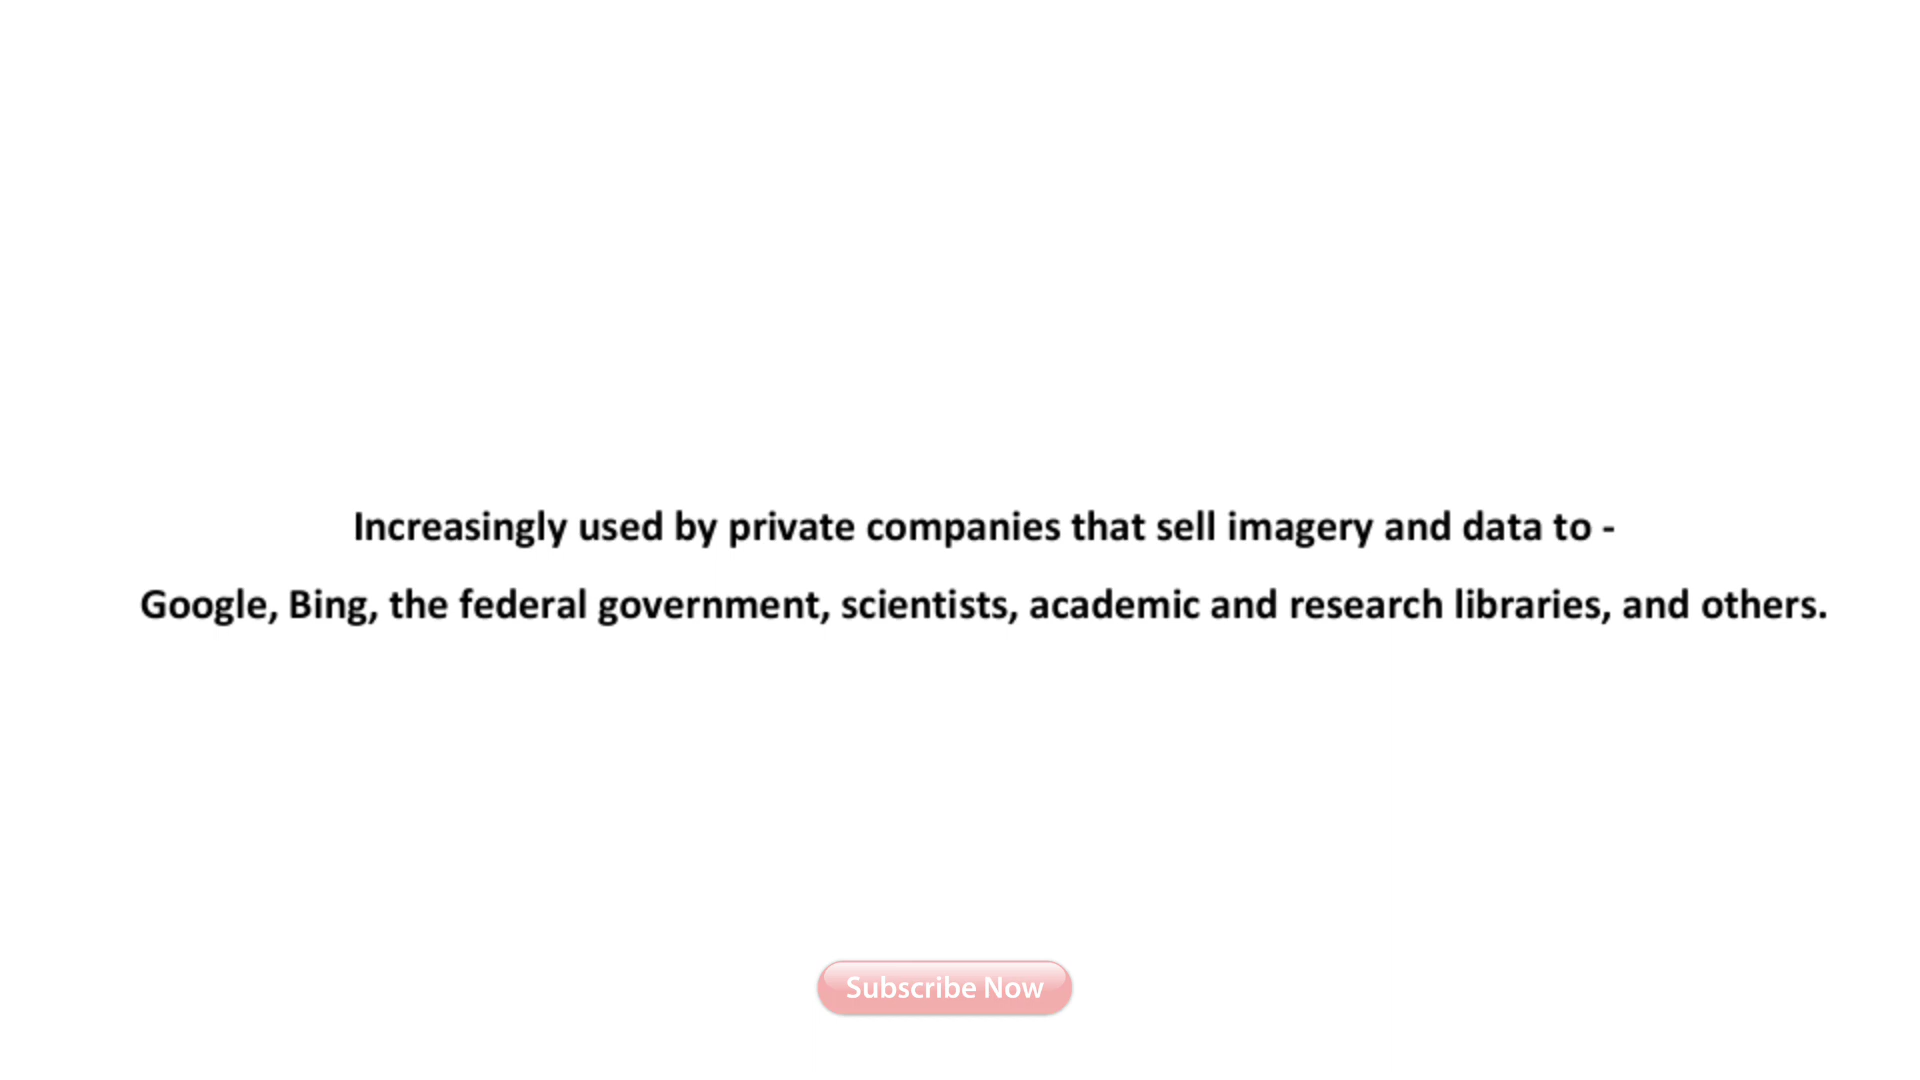 Increasingly used by private companies that sell imagery and data to -
Google, Bing, the federal government, scientists, academic and research libraries, and others.
Subscribe Now